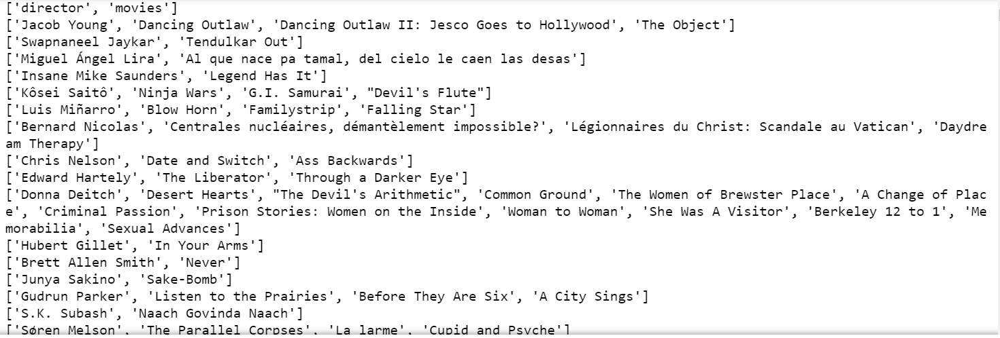 ['director', 'movies']
['Jacob Young', 'Dancing Outlaw', 'Dancing Outlaw II: Jesco Goes to Hollywood', 'The Object']
['Swapnaneel Jaykar', 'Tendulkar Out']
['Miguel Ángel Lira', 'Al que nace pa tamal, del cielo le caen las desas']
['Insane Mike Saunders', 'Legend Has It']
['Kôsei Saitô', 'Ninja Wars', 'G.I. Samurai', "Devil's Flute"]
['Luis Miñarro', 'Blow Horn', 'Familystrip', 'Falling Star']
['Bernard Nicolas', 'Centrales nucléaires, démantèlement impossible?', 'Légionnaires du Christ: Scandale au Vatican', 'Daydre
am Therapy']
['Chris Nelson', 'Date and Switch', 'Ass Backwards']
['Edward Hartely', 'The Liberator', 'Through a Darker Eye']
['Donna Deitch', 'Desert Hearts', "The Devil's Arithmetic", 'Common Ground', 'The Women of Brewster Place', 'A Change of Plac
e', 'Criminal Passion', 'Prison Stories: Women on the Inside', 'Woman to Woman', 'She Was A Visitor', 'Berkeley 12 to 1', 'Me
morabilia', 'Sexual Advances']
['Hubert Gillet', 'In Your Arms']
['Brett Allen Smith', 'Never']
['Junya Sakino', 'Sake-Bomb']
['Gudrun Parker', 'Listen to the Prairies', 'Before They Are Six', 'A City Sings']
['S.K. Subash', 'Naach Govinda Naach']
['Søren Melson', 'The Parallel Corpses', 'La larme', 'Cupid and Psyche']